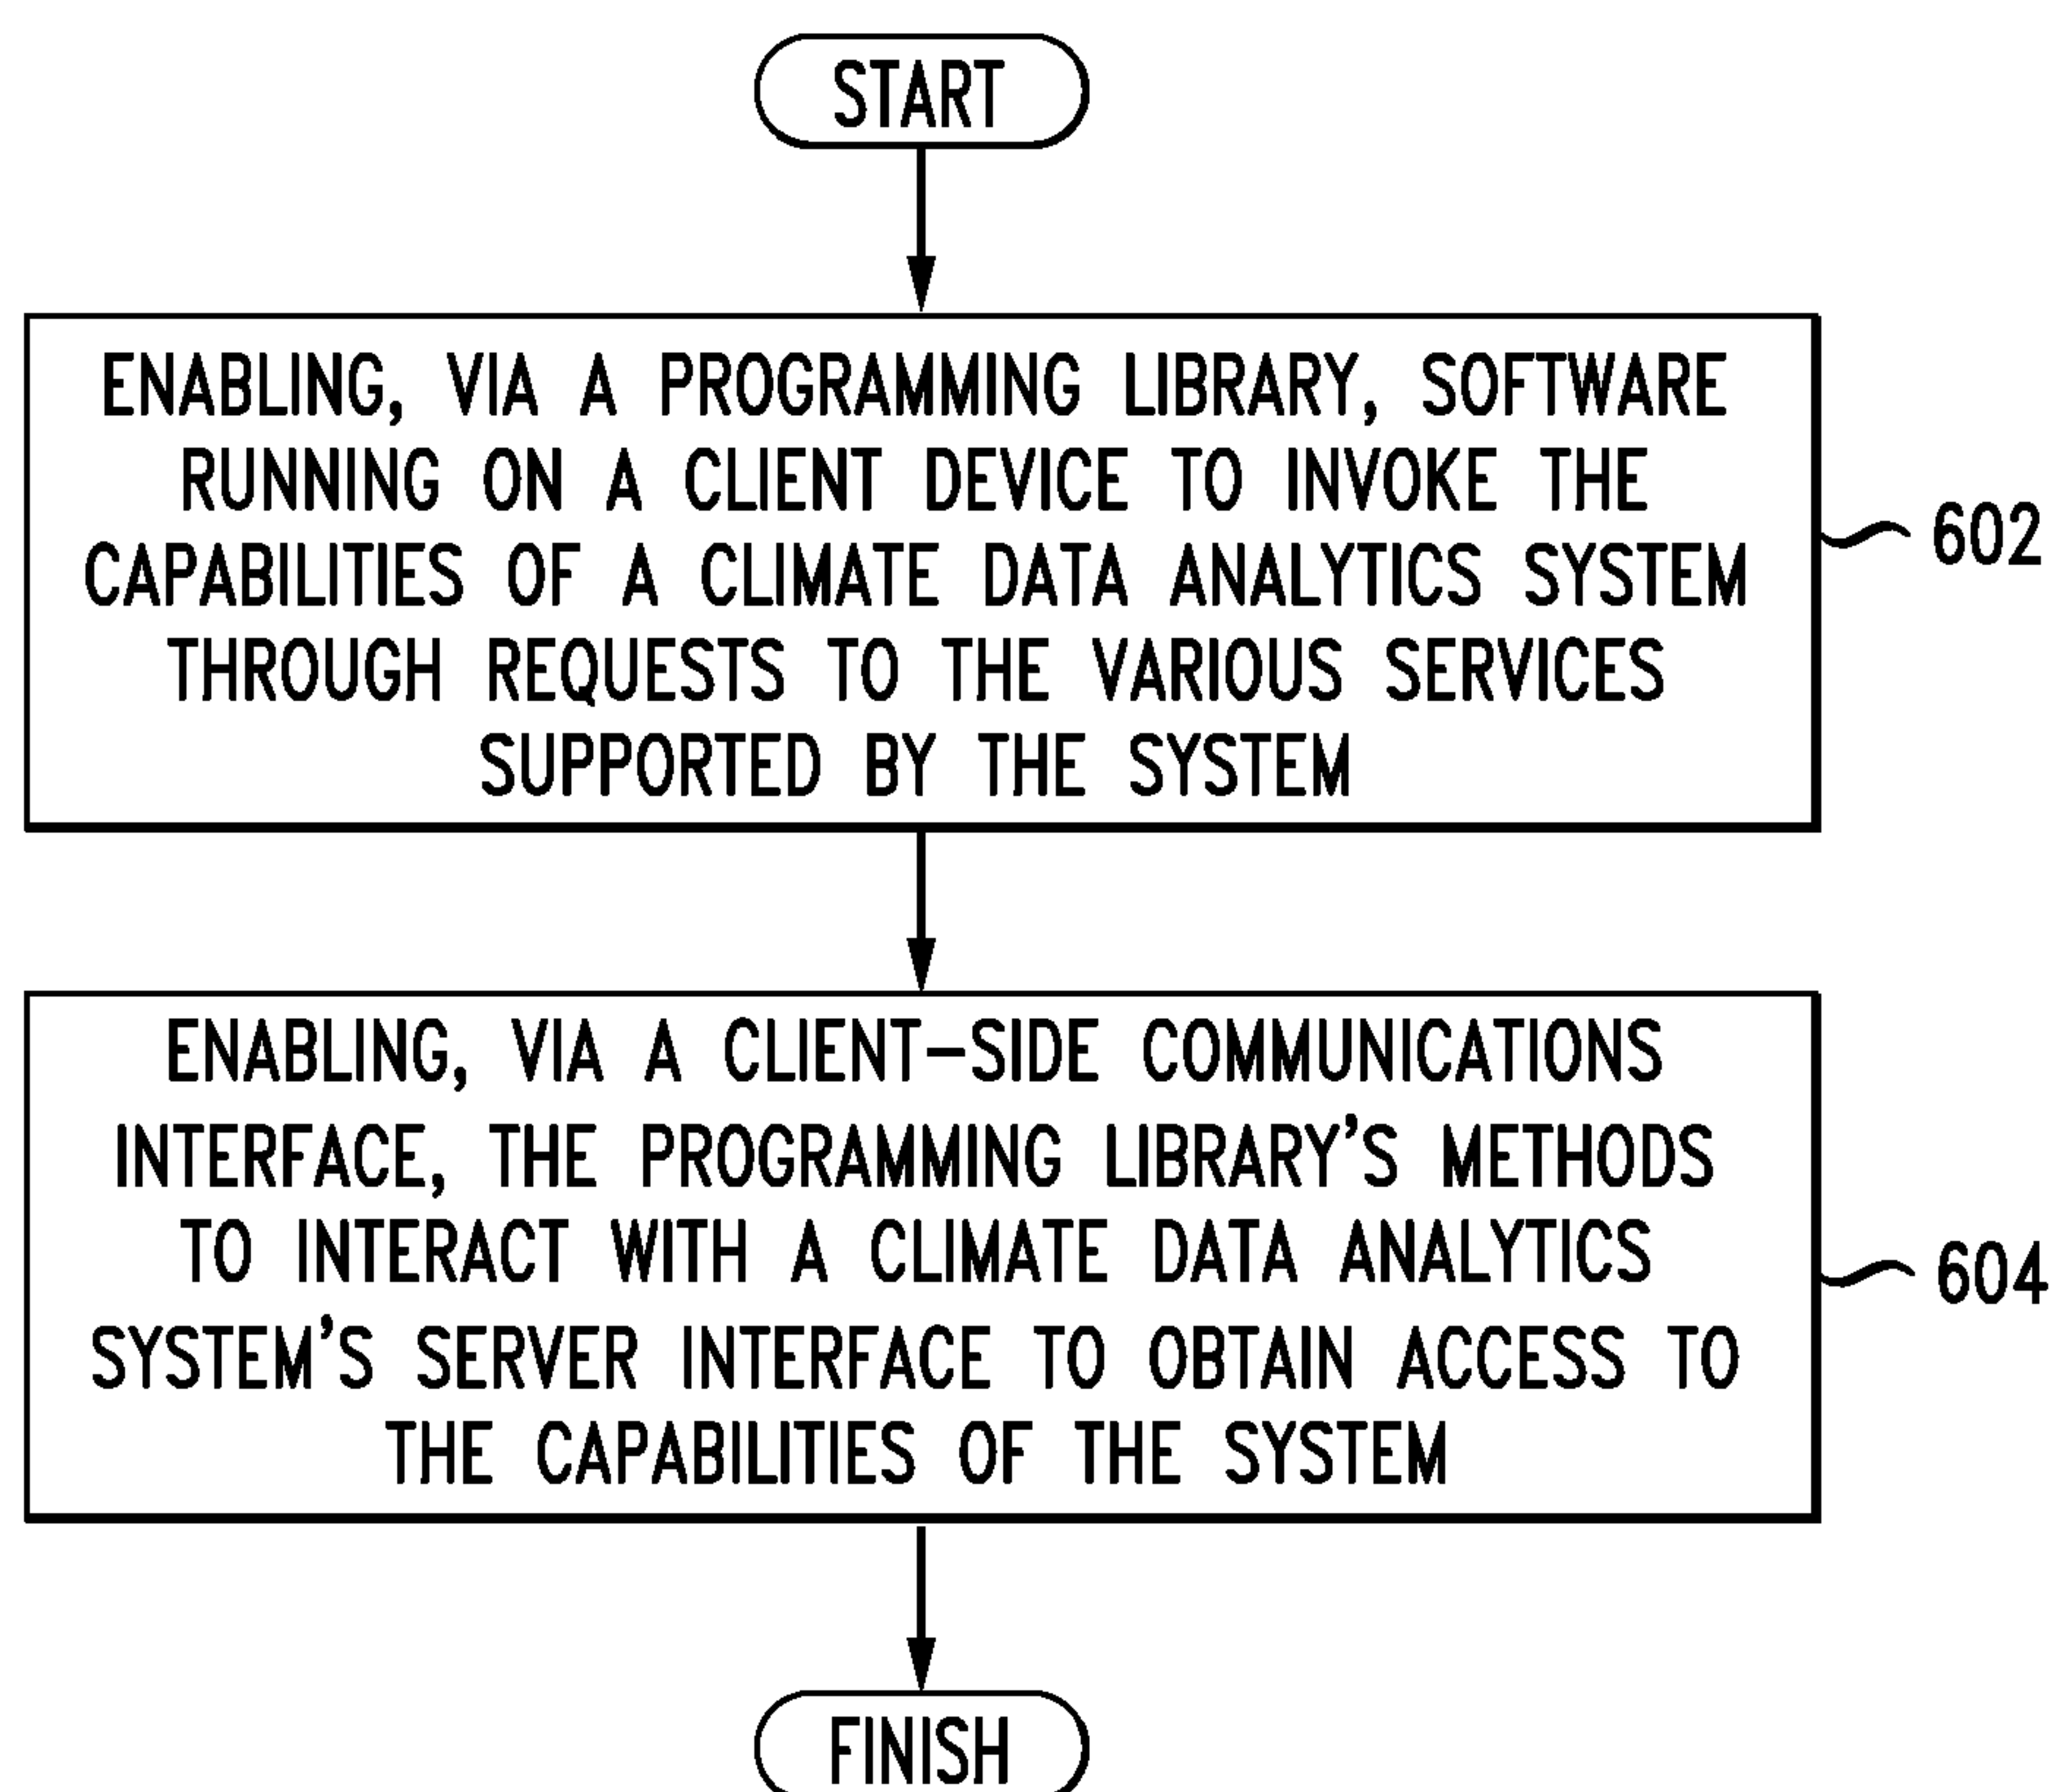 START
ENABLING, VIA A PROGRAMMING LIBRARY, SOFTWARE
RUNNING ON A CLIENT DEVICE TO INVOKE THE
CAPABILITIES OF A CLIMATE DATA ANALYTICS SYSTEM
THROUGH REQUESTS TO THE VARIOUS SERVICES
SUPPORTED BY THE SYSTEM
602
ENABLING, VIA A CLIENT-SIDE COMMUNICATIONS
INTERFACE, THE PROGRAMMING LIBRARY'S METHODS
TO INTERACT WITH A CLIMATE DATA ANALYTICS
SYSTEM'S SERVER INTERFACE TO OBTAIN ACCESS TO
THE CAPABILITIES OF THE SYSTEM
604
FINISH